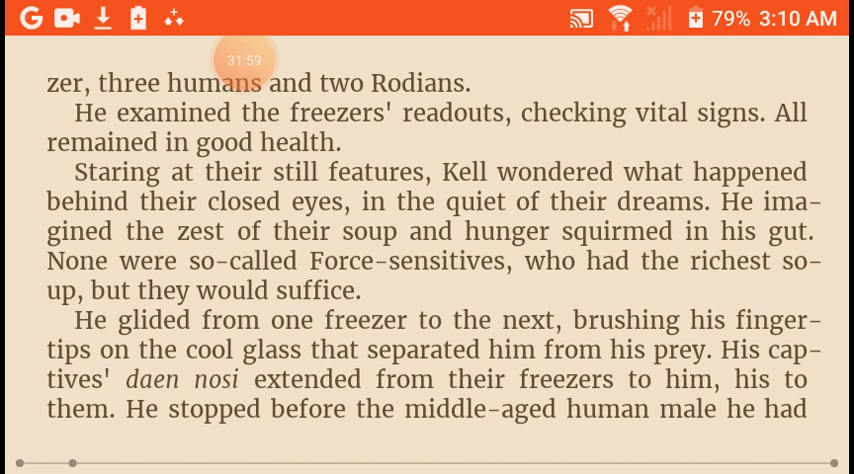 79% 3:10 AM
31:59
zer, three humans and two Rodians.
He examined the freezers' readouts, checking vital signs. All
remained in good health.
Staring at their still features, Kell wondered what happened
behind their closed eyes, in the quiet of their dreams. He ima-
gined the zest of their soup and hunger squirmed in his gut.
None were so-called Force-sensitives, who had the richest so-
up, but they would suffice.
He glided from one freezer to the next, brushing his finger-
tips on the cool glass that separated him from his prey. His cap-
tives' daen nosi extended from their freezers to him, his to
them. He stopped before the middle-aged human male he had